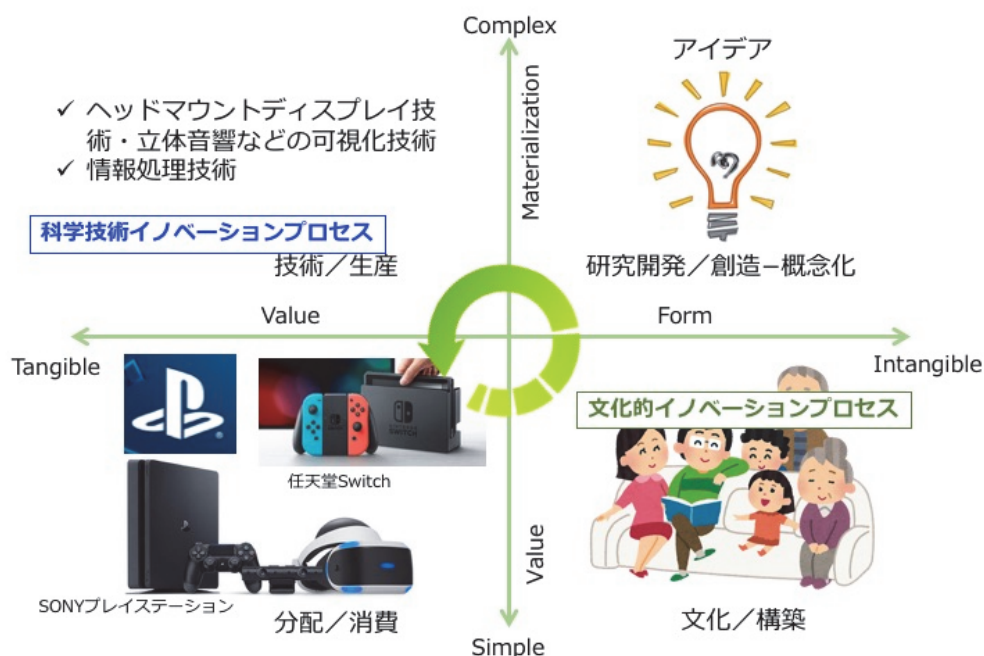 Complex
アイデア
✓ ヘッドマウントディスプレイ技
術・立体音響などの可視化技術
✓ 情報処理技術
Materialization
科学技術イノベーションプロセス
技術／生産
研究開発／創造−概念化
Value
Form
Tangible
Intangible
文化的イノベーションプロセス
任天堂Switch
Value
SONYプレイステーション
分配／消費
文化／構築
Simple